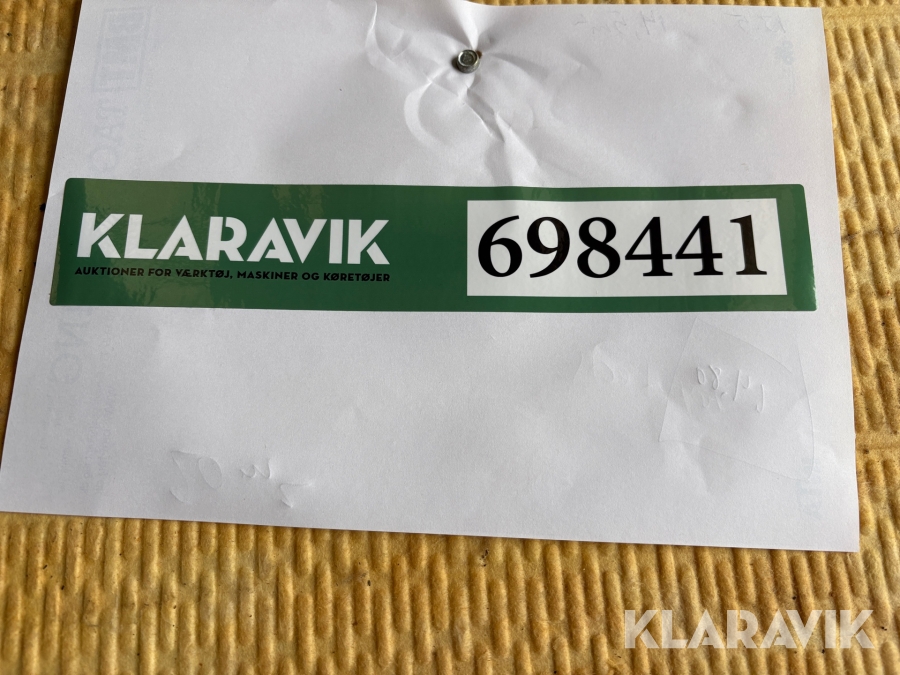 KLARAVIK
AUKTIONER FOR VÆRKTØJ, MASKINER OG KØRETØJER
698441
KLARAVIK